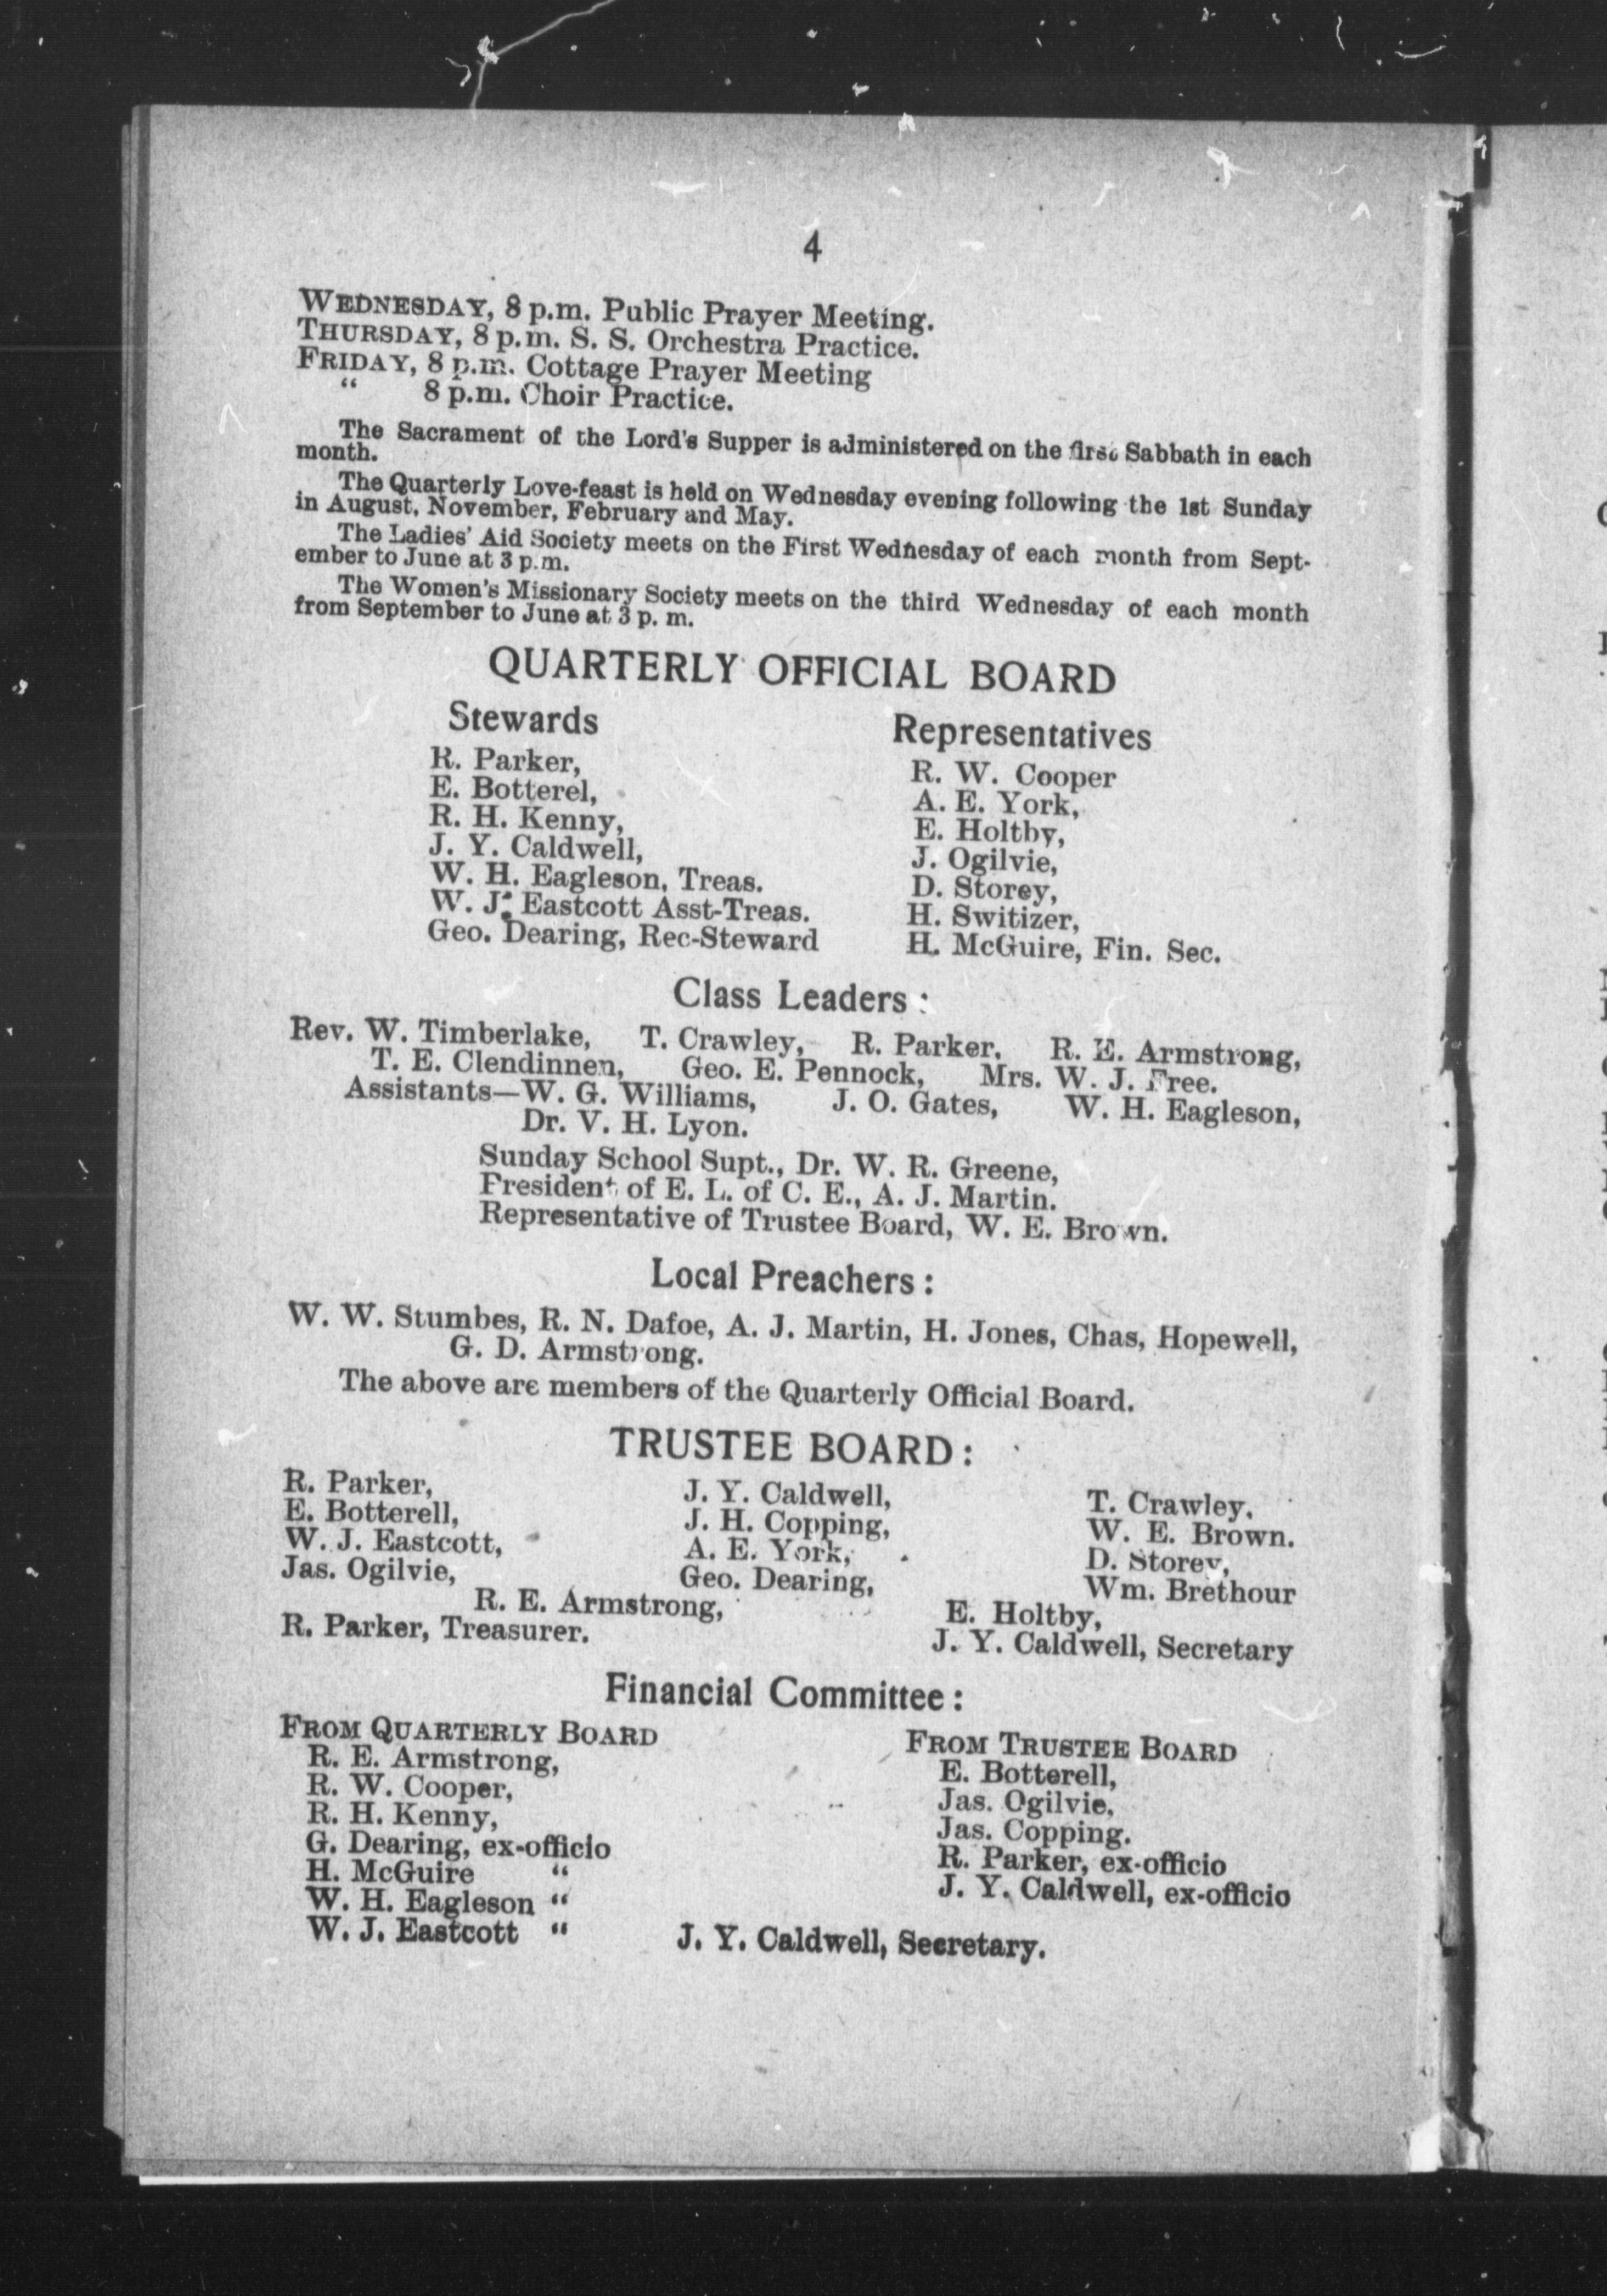 4
WEDNESDAY, 8 p.m. Public Prayer Meeting.
THURSDAY, 8 p.m. S. S. Orchestra Practice.
FRIDAY, 8 p.m. Cottage Prayer Meeting
“ 8 p.m. Choir Practice.
The Sacrament of the Lord's Supper is administered on the first Sabbath in each
month.
The Quarterly Love-feast is held on Wednesday evening following the 1st Sunday
in August, November, February and May.
The Ladies' Aid Society meets on the First Wednesday of each month from Sept-
ember to June at 3 p.m.
The Women's Missionary Society meets on the third Wednesday of each month
from September to June at 3 p. m.
QUARTERLY OFFICIAL BOARD
Stewards
R. Parker,
E. Botterel,
R. H. Kenny,
J. Y. Caldwell,
W. H. Eagleson, Treas.
W. J. Eastcott Asst-Treas.
Geo. Dearing, Rec-Steward
Representatives
R. W. Cooper
A. E. York,
E. Holtby,
J. Ogilvie,
D. Storey,
H. Switizer,
H. McGuire, Fin. Sec.
Class Leaders :
Rev. W. Timberlake, T. Crawley, R. Parker, R. E. Armstrong,
T. E. Clendinnen, Geo. E. Pennock, Mrs. W. J. Free.
Assistants—W. G. Williams, J. O. Gates, W. H. Eagleson,
Dr. V. H. Lyon.
Sunday School Supt., Dr. W. R. Greene,
President of E. L. of C. E., A. J. Martin.
Representative of Trustee Board, W. E. Brown.
Local Preachers :
W. W. Stumbes, R. N. Dafoe, A. J. Martin, H. Jones, Chas, Hopewell,
G. D. Armstrong.
The above are members of the Quarterly Official Board.
TRUSTEE BOARD :
R. Parker, J. Y. Caldwell, T. Crawley,
E. Botterell, J. H. Copping, W. E. Brown.
W. J. Eastcott, A. E. York, D. Storey,
Jas. Ogilvie, Geo. Dearing, Wm. Brethour
R. E. Armstrong, E. Holtby,
R. Parker, Treasurer. J. Y. Caldwell, Secretary
Financial Committee :
FROM QUARTERLY BOARD
R. E. Armstrong,
R. W. Cooper,
R. H. Kenny,
G. Dearing, ex-officio
H. McGuire “
W. H. Eagleson “
W. J. Eastcott “
FROM TRUSTEE BOARD
E. Botterell,
Jas. Ogilvie,
Jas. Copping.
R. Parker, ex-officio
J. Y. Caldwell, ex-officio
J. Y. Caldwell, Secretary.